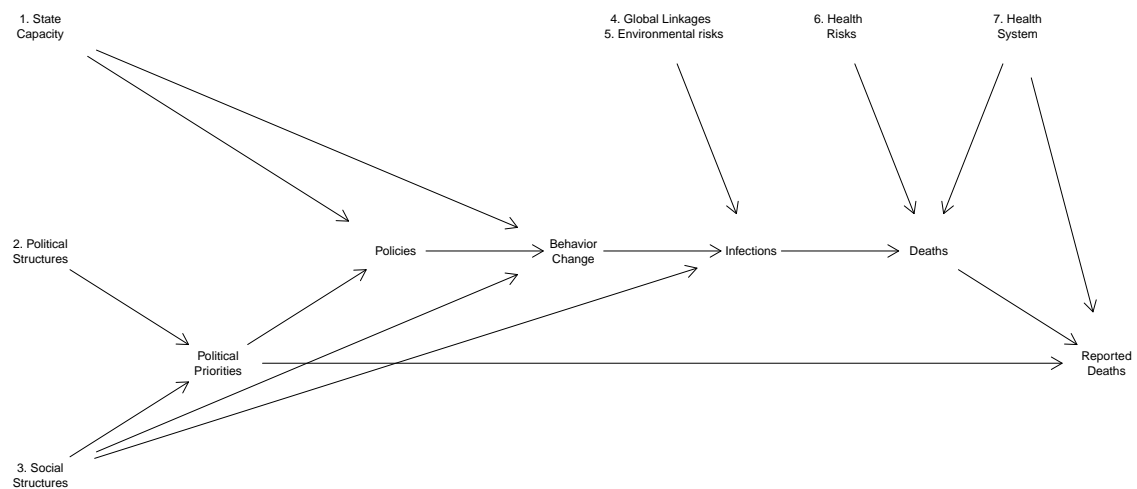 1. State
Capacity
4. Global Linkages
5. Environmental risks
6. Health
Risks
7. Health
System
2. Political
Structures
Policies
Behavior
Change
Infections
Deaths
Political
Priorities
Reported
Deaths
3. Social
Structures